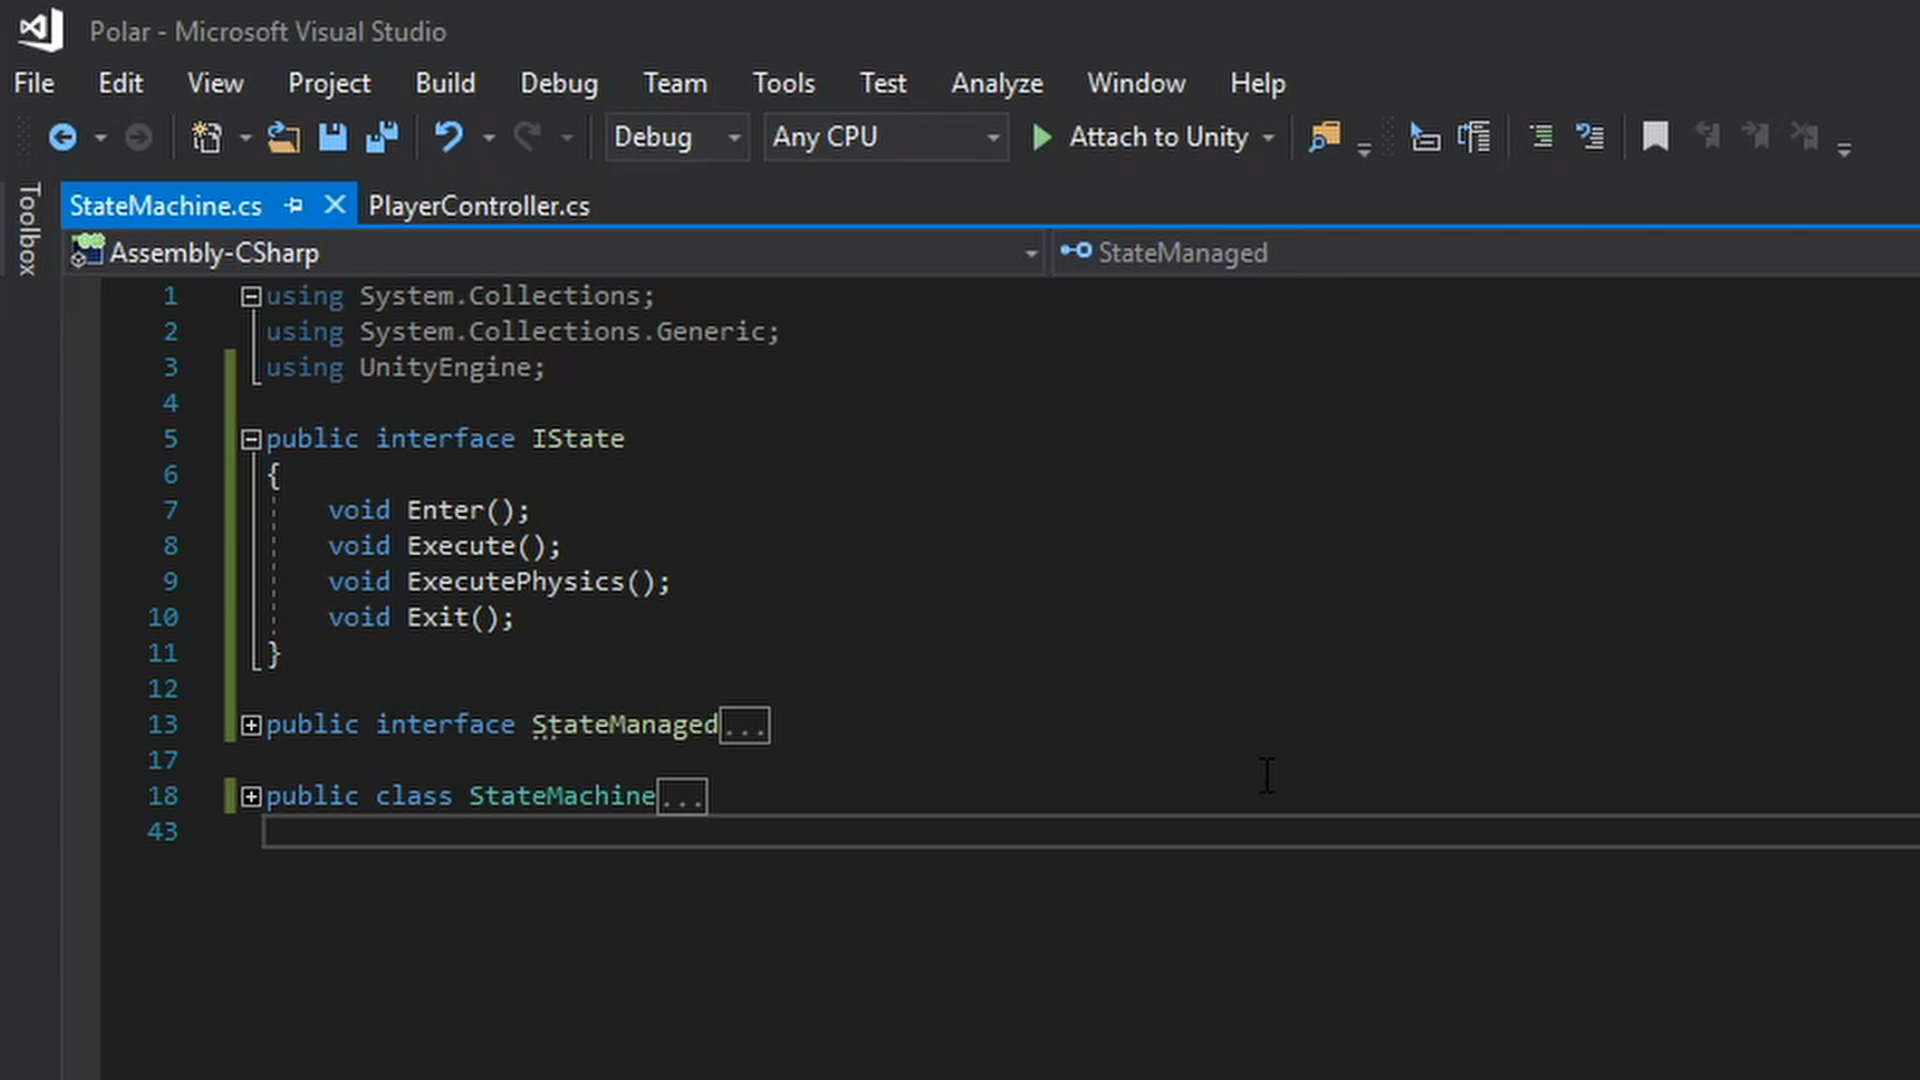 Polar - Microsoft Visual Studio
File Edit View Project Build Debug Team Tools Test Analyze Window Help
Debug Any CPU Attach to Unity
Toolbox
StateMachine.cs PlayerController.cs
Assembly-CSharp StateManaged
1 using System.Collections;
2 using System.Collections.Generic;
3 using UnityEngine;
4
5 public interface IState
6 {
7 void Enter();
8 void Execute();
9 void ExecutePhysics();
10 void Exit();
11 }
12
13 public interface StateManaged...
17
18 public class StateMachine...
43